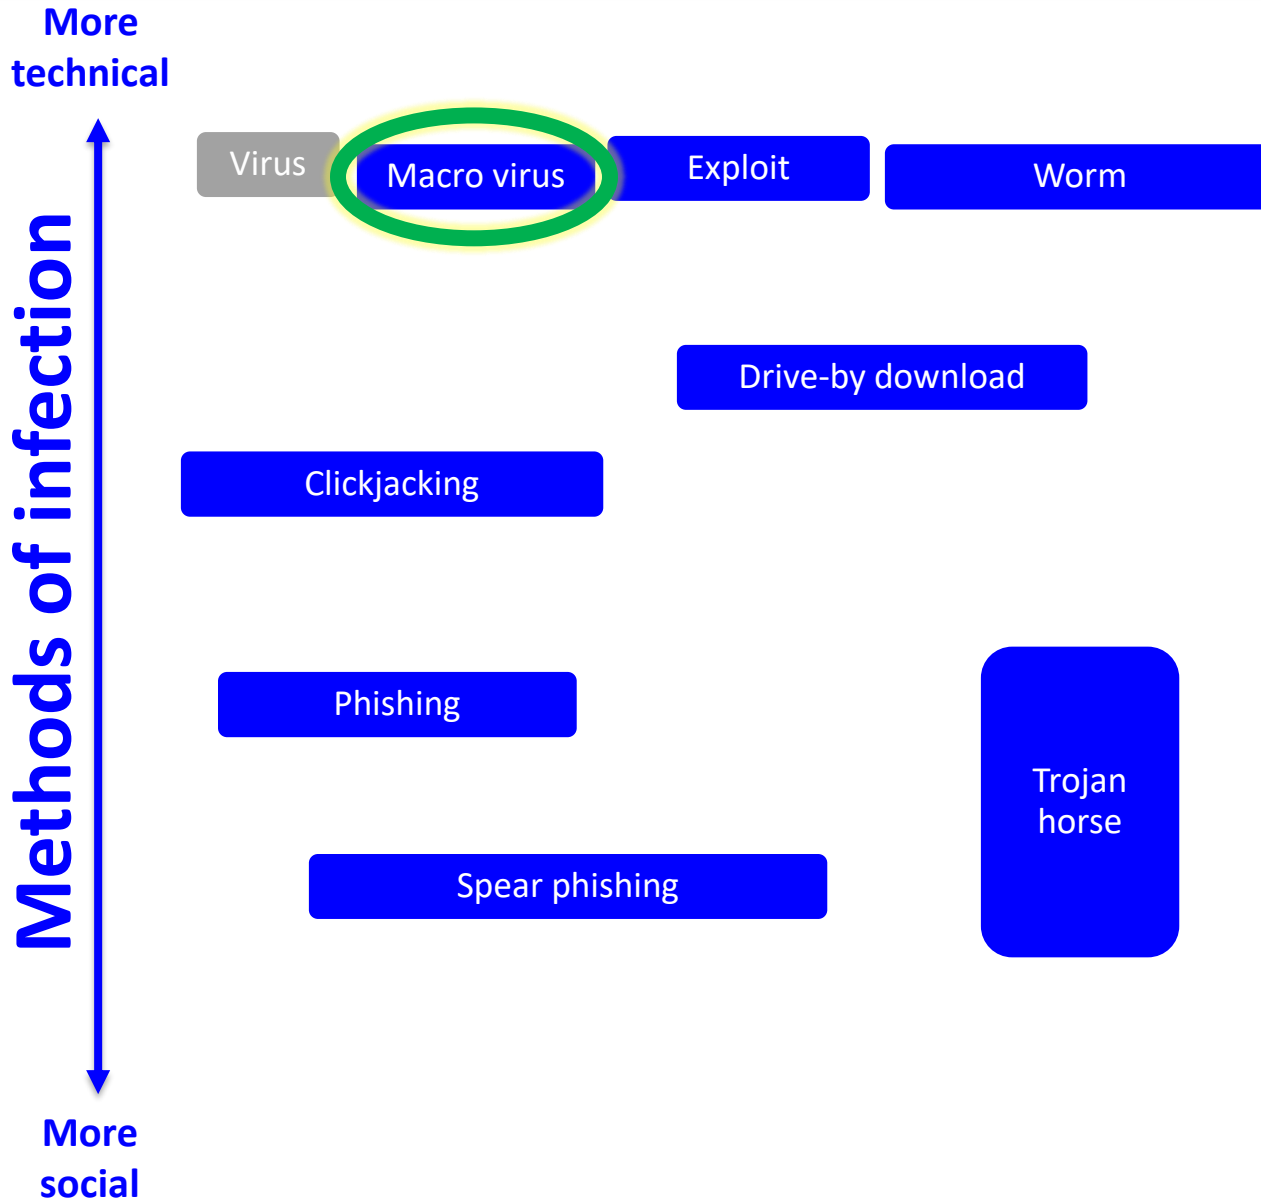 More
technical
Virus
Macro virus
Exploit
Worm
Drive-by download
Clickjacking
Methods of infection
Phishing
Trojan
horse
Spear phishing
More
social